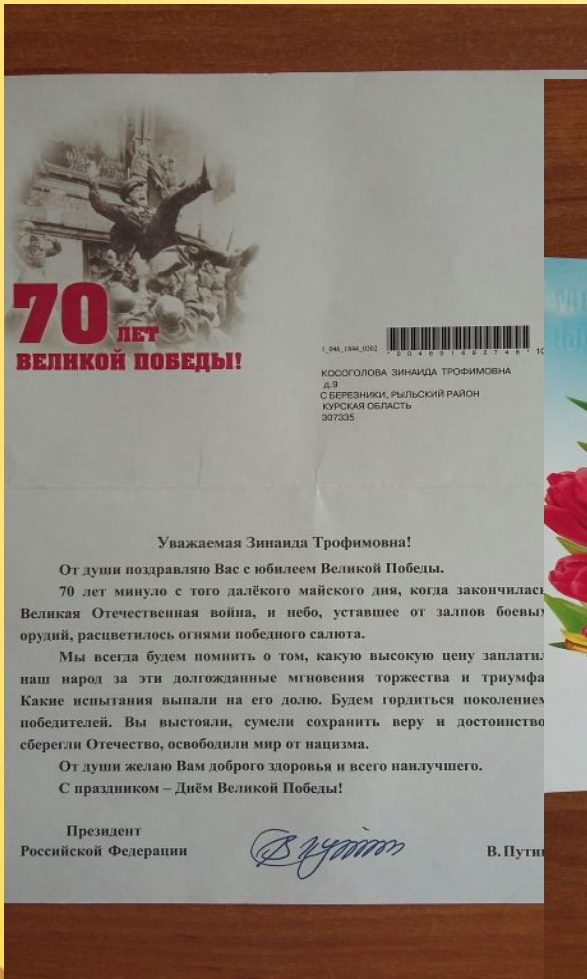 70 ЛЕТ
ВЕЛИКОЙ ПОБЕДЫ!
1_046_1844_0302
КОСОГОЛОВА ЗИНАИДА ТРОФИМОВНА
д.9
С БЕРЕЗНИКИ, РЫЛЬСКИЙ РАЙОН
КУРСКАЯ ОБЛАСТЬ
307335
Уважаемая Зинаида Трофимовна!
От души поздравляю Вас с юбилеем Великой Победы.
70 лет минуло с того далёкого майского дня, когда закончилас
Великая Отечественная война, и небо, уставшее от залпов боевых
орудий, расцветилось огнями победного салюта.
Мы всегда будем помнить о том, какую высокую цену заплатил
наш народ за эти долгожданные мгновения торжества и триумфа
Какие испытания выпали на его долю. Будем гордиться поколением
победителей. Вы выстояли, сумели сохранить веру и достоинство
сберегли Отечество, освободили мир от нацизма.
От души желаю Вам доброго здоровья и всего наилучшего.
С праздником – Днём Великой Победы!
Президент
Российской Федерации
В.Пути